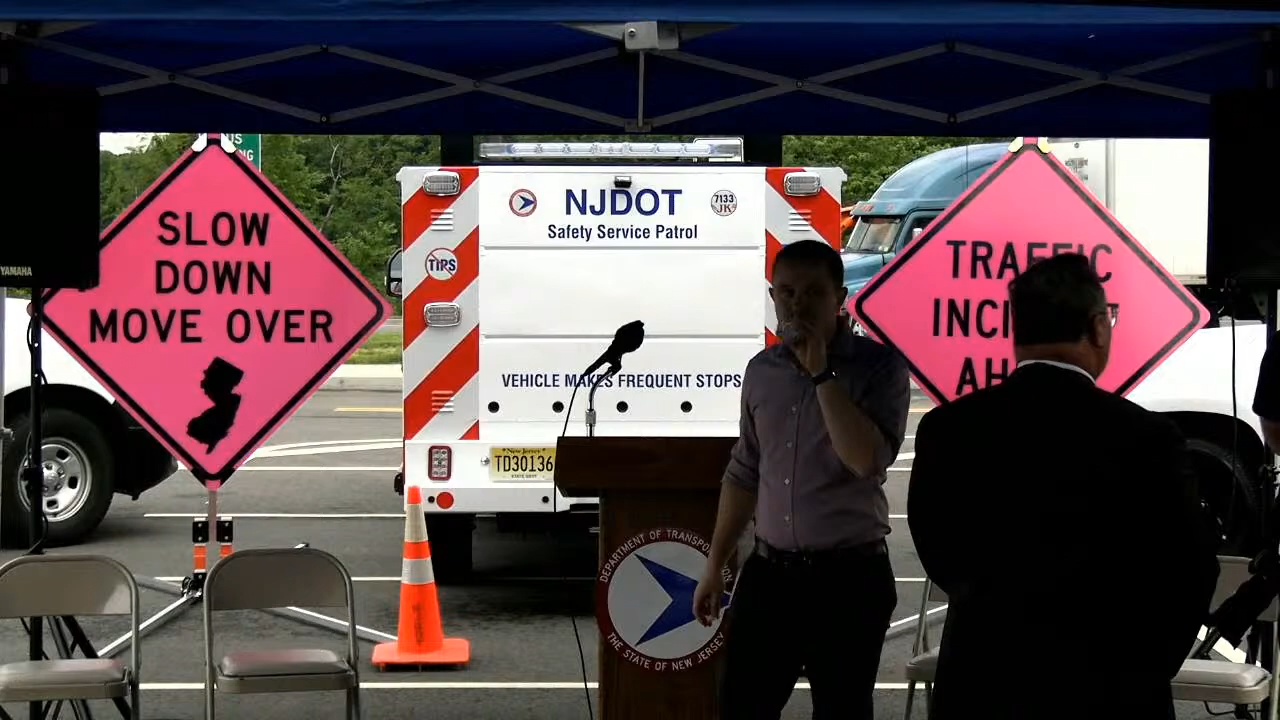 SLOW
DOWN
MOVE OVER
NJDOT
Safety Service Patrol
7133
JK
TIPS
VEHICLE MAKES FREQUENT STOPS
New Jersey
TD30136
TRAFFIC
YAMAHA
DEPARTMENT OF TRANSPORTATION
THE STATE OF NEW JERSEY